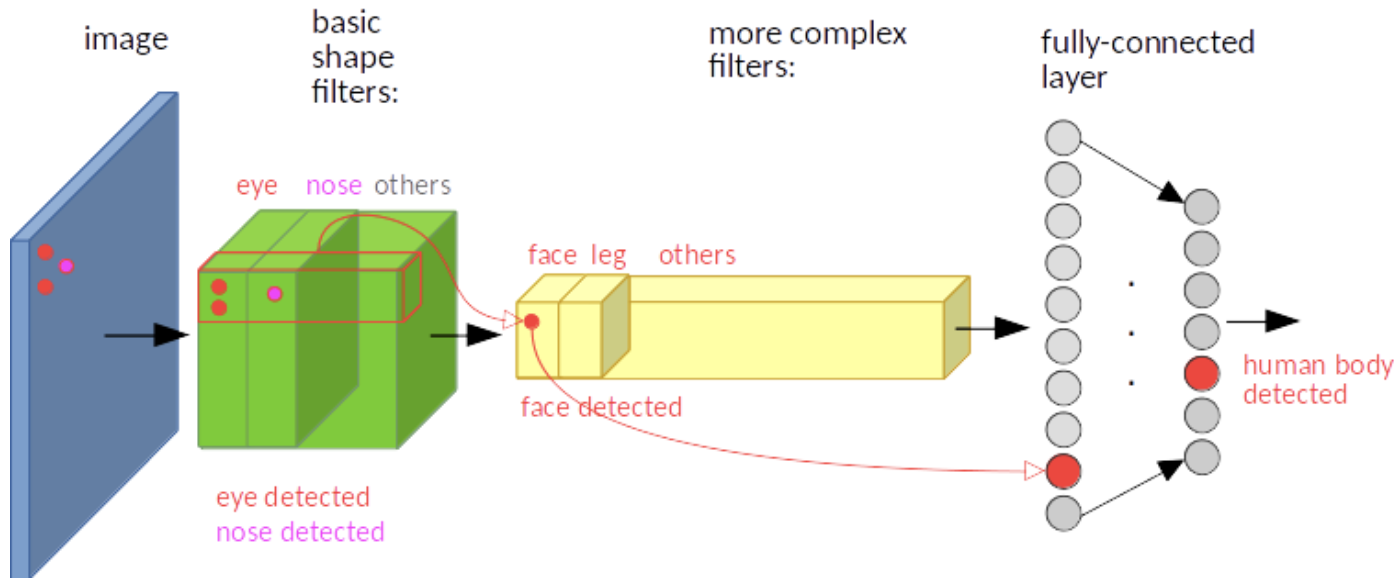 image
basic
shape
filters:
more complex
filters:
fully-connected
layer
eye nose others
face leg others
face detected
human body
detected
eye detected
nose detected